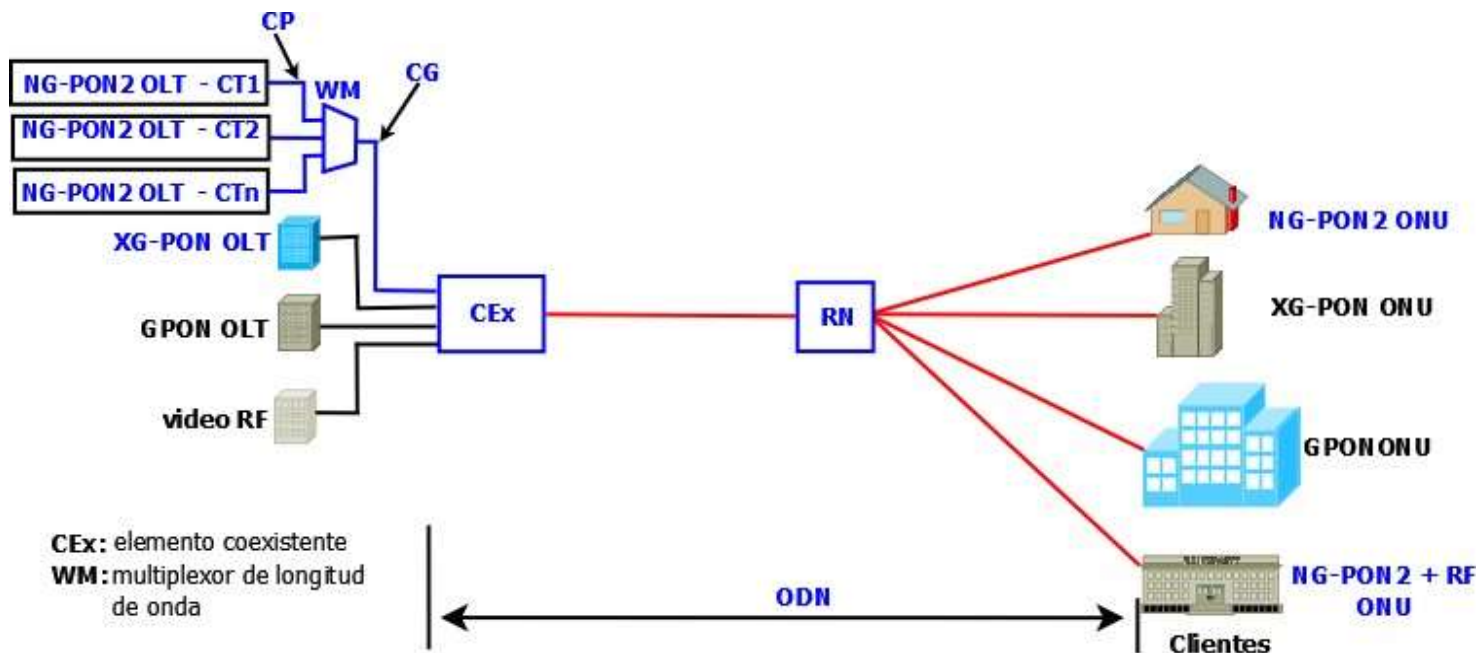 CP
CG
WM
NG-PON2 OLT - CT1
NG-PON2 OLT - CT2
NG-PON2 OLT - CTn
XG-PON OLT
GPON OLT
video RF
CEx
RN
NG-PON2 ONU
XG-PON ONU
GPON ONU
NG-PON2 + RF
ONU
CEx: elemento coexistente
WM: multiplexor de longitud
de onda
ODN
Clientes